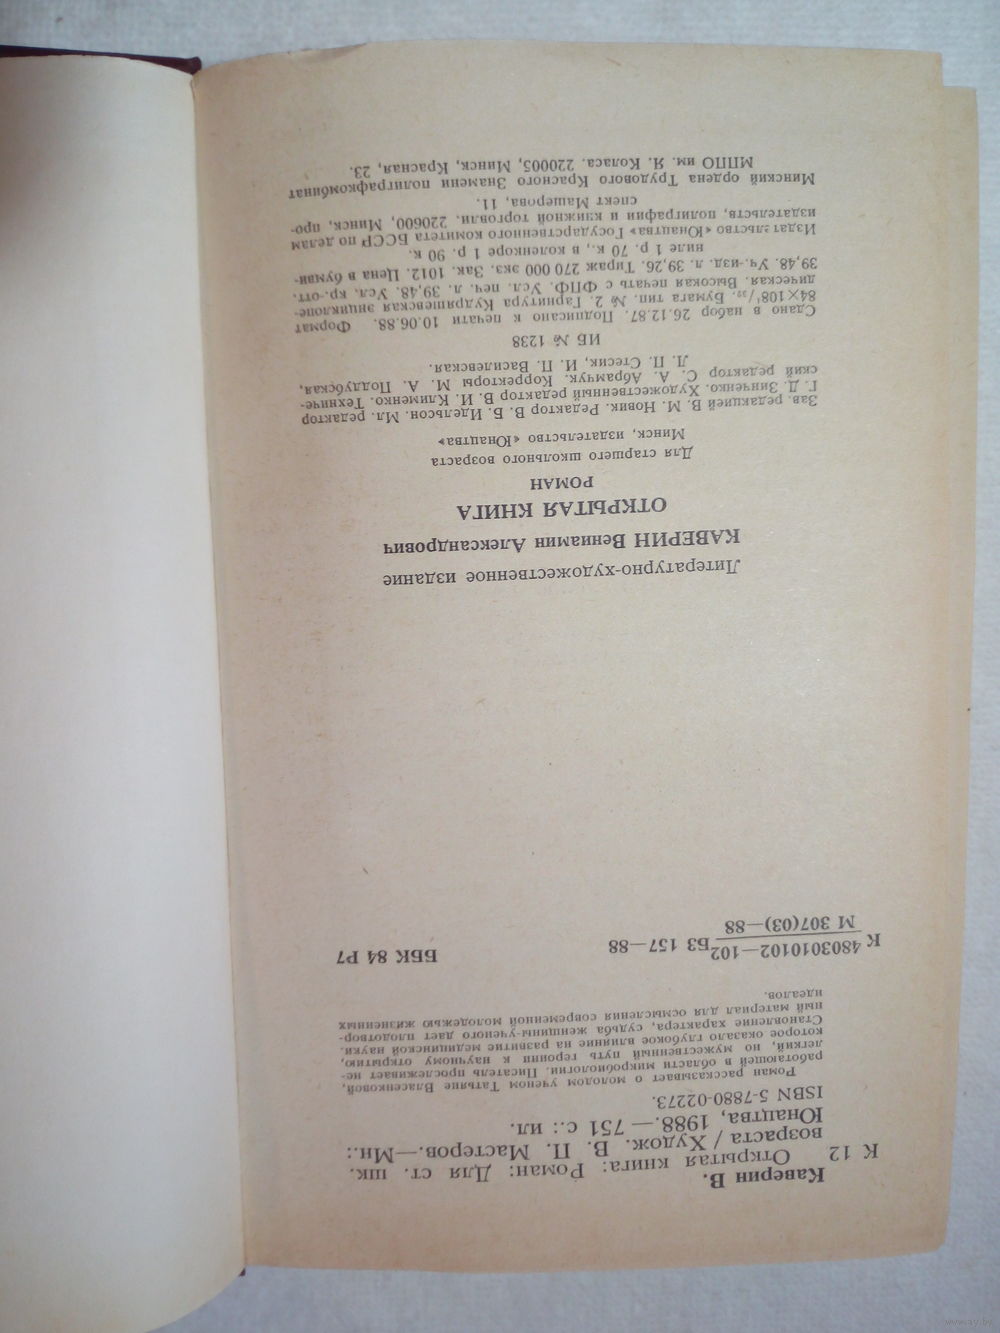 Каверин В.
К 12 Открытая книга: Роман: Для ст. шк.
возраста / Худож. В. П. Мастеров.—Мн.:
Юнацтва, 1988.— 751 с.: ил.
ISBN 5-7880-02273.
Роман рассказывает о молодом ученом Татьяне Власенковой,
работающей в области микробиологии. Писатель прослеживает не-
легкий, но мужественный путь героини к научному открытию,
которое оказало глубокое влияние на развитие медицинской науки.
Становление характера, судьба женщины-ученого дает плодотвор-
ный материал для осмысления современной молодежью жизненных
идеалов.
К 4803010102—102 БЗ 157—88 ББК 84 Р7
М 307(03)—88
Литературно-художественное издание
КАВЕРИН Вениамин Александрович
ОТКРЫТАЯ КНИГА
РОМАН
Для старшего школьного возраста
Минск, издательство «Юнацтва»
Зав. редакцией В. М. Новик. Редактор В. Б. Идельсон. Мл. редактор
Г. Д. Зинченко. Художественный редактор В. И. Клименко. Техниче-
ский редактор С. А. Абрамчук. Корректоры М. А. Поддубская,
Л. П. Стесик, И. П. Василевская.
ИБ № 1238
Сдано в набор 26.12.87. Подписано к печати 10.06.88. Формат
84×108¹/₃₂. Бумага тип. № 2. Гарнитура Кудряшевская энциклопе-
дическая. Высокая печать с ФПФ. Усл. печ. л. 39,48. Усл. кр.-отт.
39,48. Уч.-изд. л. 39,26. Тираж 270 000 экз. Зак. 1012. Цена в бумви-
ниле 1 р. 70 к., в коленкоре 1 р. 90 к.
Издательство «Юнацтва» Государственного комитета БССР по делам
издательств, полиграфии и книжной торговли. 220600, Минск, про-
спект Машерова, 11.
Минский ордена Трудового Красного Знамени полиграфкомбинат
МППО им. Я. Коласа. 220005, Минск, Красная, 23.
www.ay.by